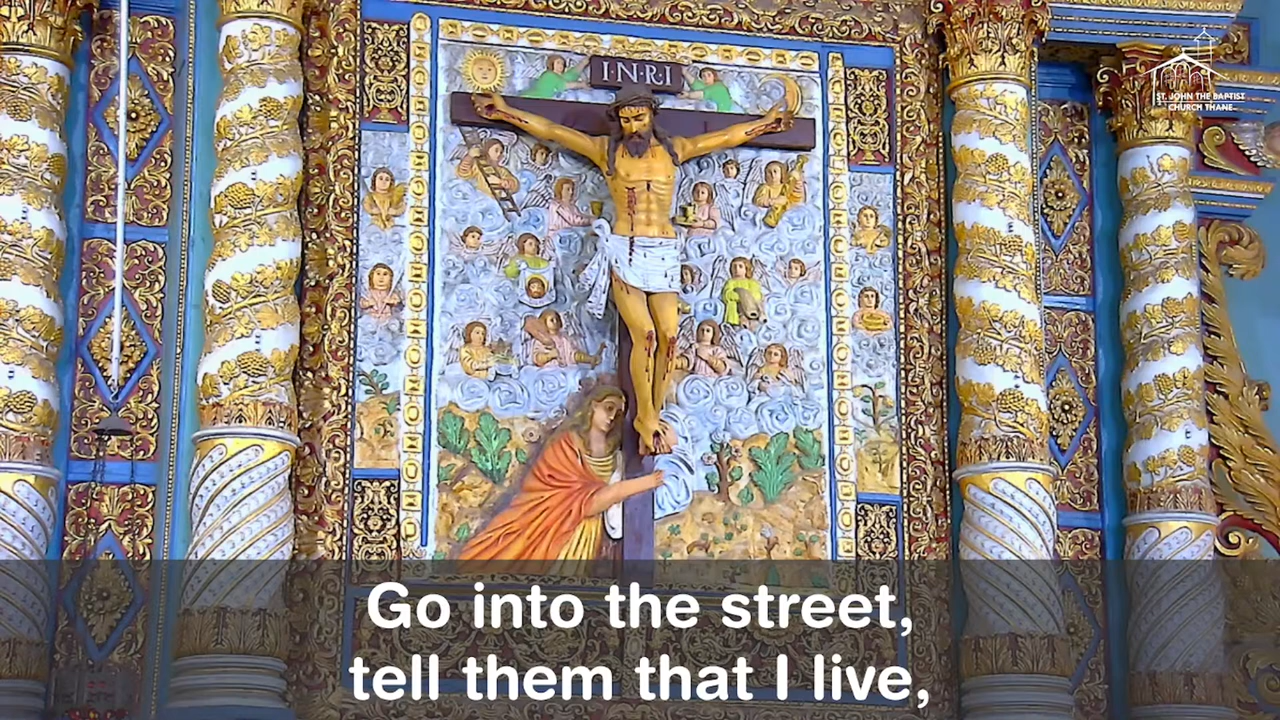 I·N·R·I
ST. JOHN THE BAPTIST
CHURCH THANE
Go into the street,
tell them that I live,